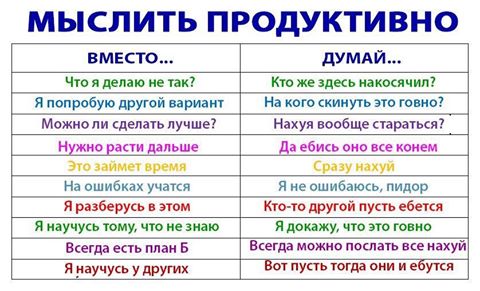 МЫСЛИТЬ ПРОДУКТИВНО
ВМЕСТО... ДУМАЙ...
Что я делаю не так? Кто же здесь накосячил?
Я попробую другой вариант На кого скинуть это говно?
Можно ли сделать лучше? Нахуя вообще стараться?
Нужно расти дальше Да ебись оно все конем
Это займет время Сразу нахуй
На ошибках учатся Я не ошибаюсь, пидор
Я разберусь в этом Кто-то другой пусть ебется
Я научусь тому, что не знаю Я докажу, что это говно
Всегда есть план Б Всегда можно послать все нахуй
Я научусь у других Вот пусть тогда они и ебутся